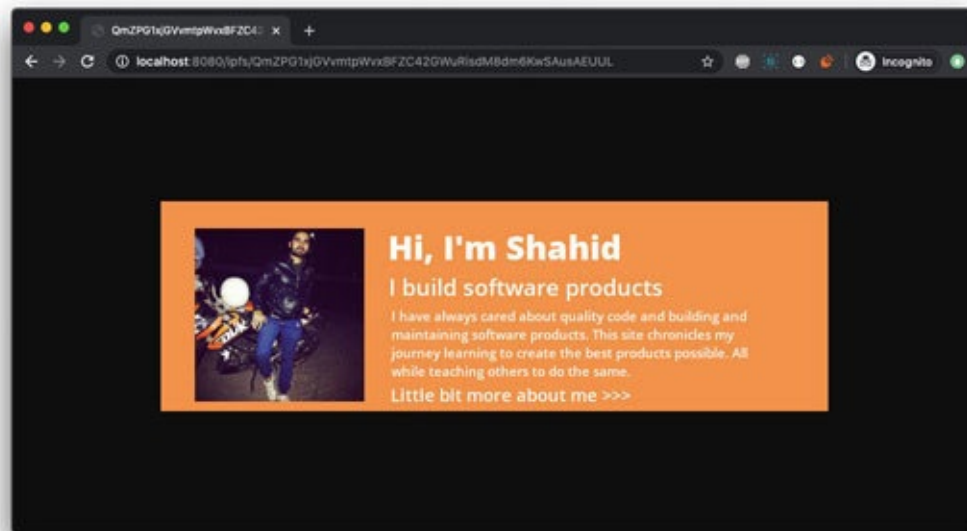 QmZPG1xjGVvmtpWvxBFZC42
localhost:8080/ipfs/QmZPG1xjGVvmtpWvxBFZC42GWuRisdM8dm6KwSAusAEUUL
Incognito
Hi, I'm Shahid
I build software products
I have always cared about quality code and building and
maintaining software products. This site chronicles my
journey learning to create the best products possible. All
while teaching others to do the same.
Little bit more about me >>>